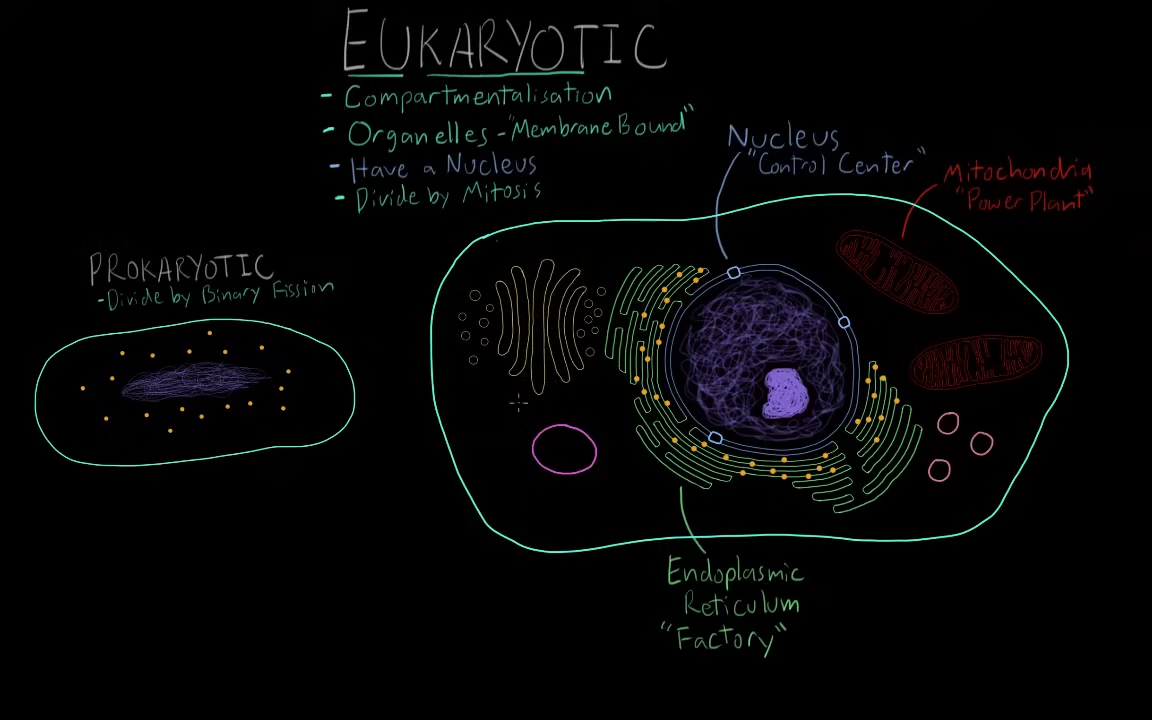 EUKARYOTIC
- Compartmentalisation
- Organelles - "Membrane Bound"
- Have a Nucleus
- Divide by Mitosis
Nucleus
"Control Center"
Mitochondria
"Power Plant"
PROKARYOTIC
- Divide by Binary Fission
Endoplasmic
Reticulum
"Factory"